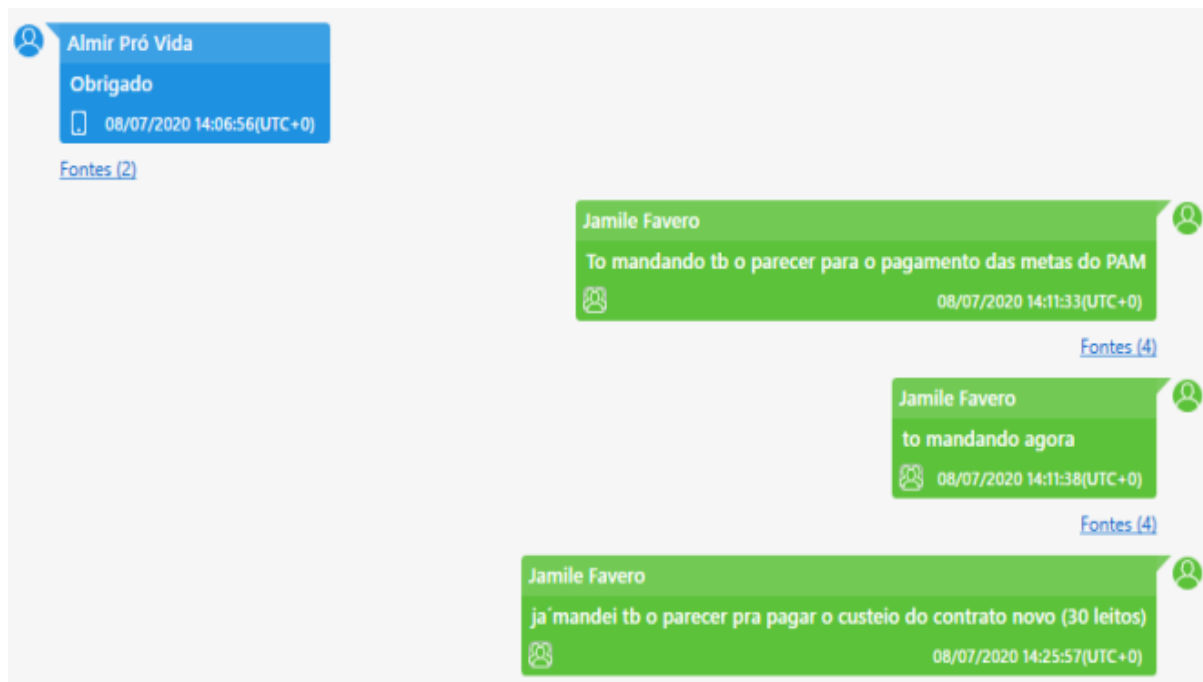 Almir Pró Vida
Obrigado
08/07/2020 14:06:56(UTC+0)
Fontes (2)
Jamile Favero
To mandando tb o parecer para o pagamento das metas do PAM
08/07/2020 14:11:33(UTC+0)
Fontes (4)
Jamile Favero
to mandando agora
08/07/2020 14:11:38(UTC+0)
Fontes (4)
Jamile Favero
ja´mandei tb o parecer pra pagar o custeio do contrato novo (30 leitos)
08/07/2020 14:25:57(UTC+0)